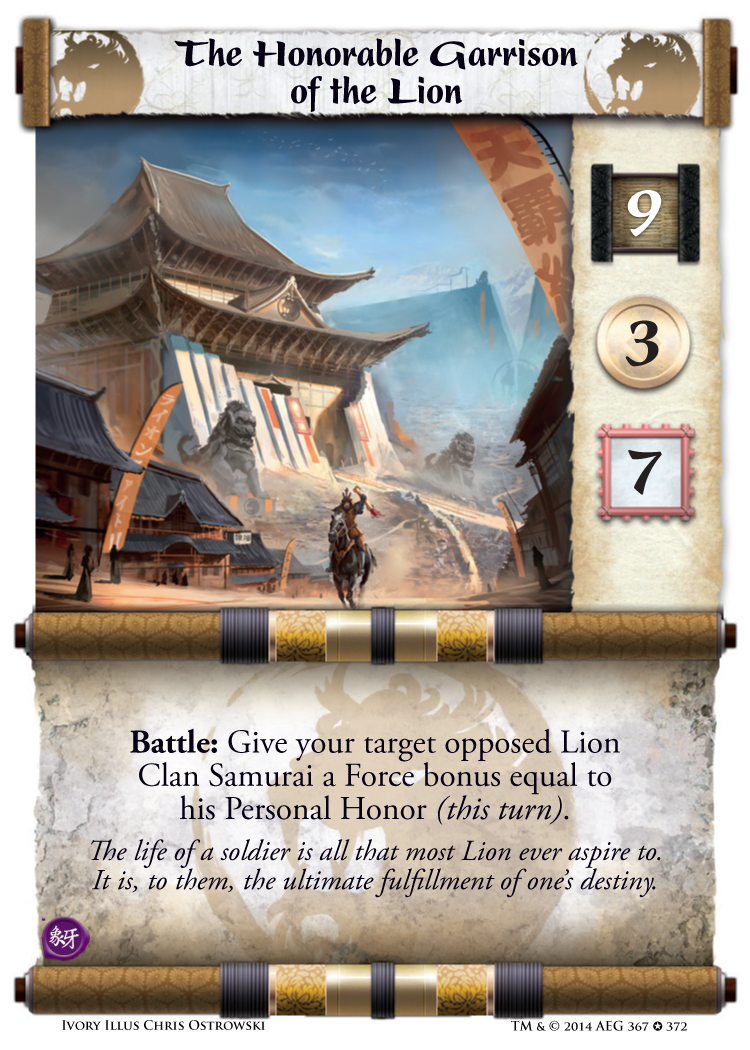 The Honorable Garrison
of the Lion
天
覇
9
3
7
Battle: Give your target opposed Lion
Clan Samurai a Force bonus equal to
his Personal Honor (this turn).
The life of a soldier is all that most Lion ever aspire to.
It is, to them, the ultimate fulfillment of one's destiny.
象牙
Ivory Illus Chris Ostrowski
TM & © 2014 AEG 367 ✪ 372